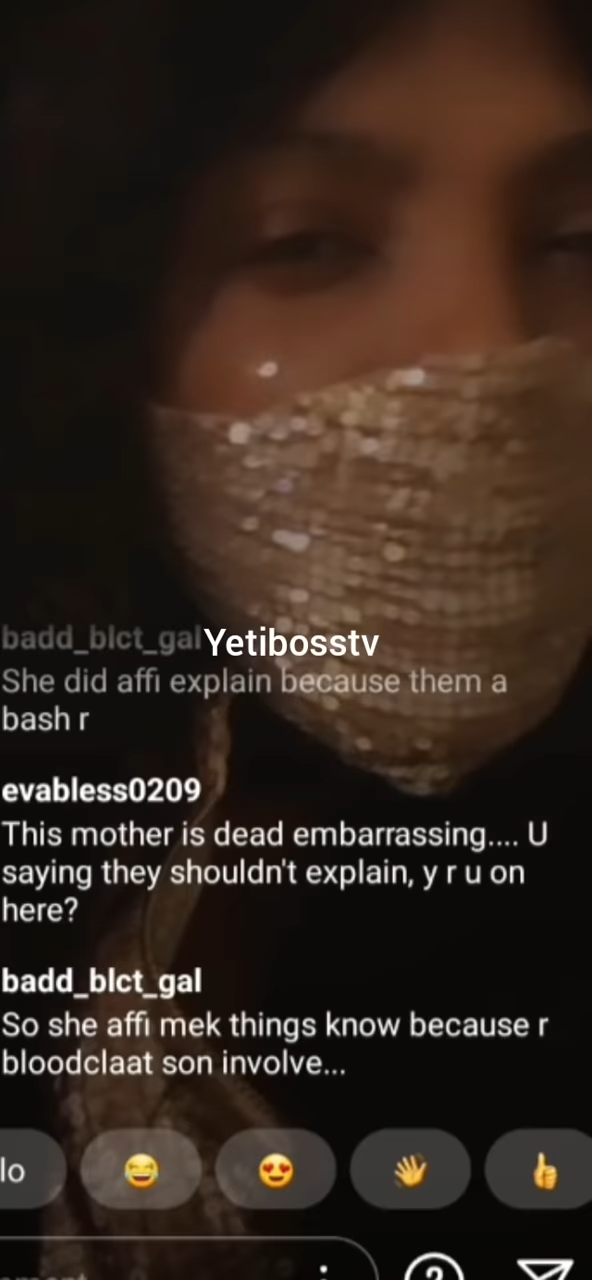 badd_blct_gal
Yetibosstv
She did affi explain because them a
bash r
evabless0209
This mother is dead embarrassing.... U
saying they shouldn't explain, y r u on
here?
badd_blct_gal
So she affi mek things know because r
bloodclaat son involve...
lo
?